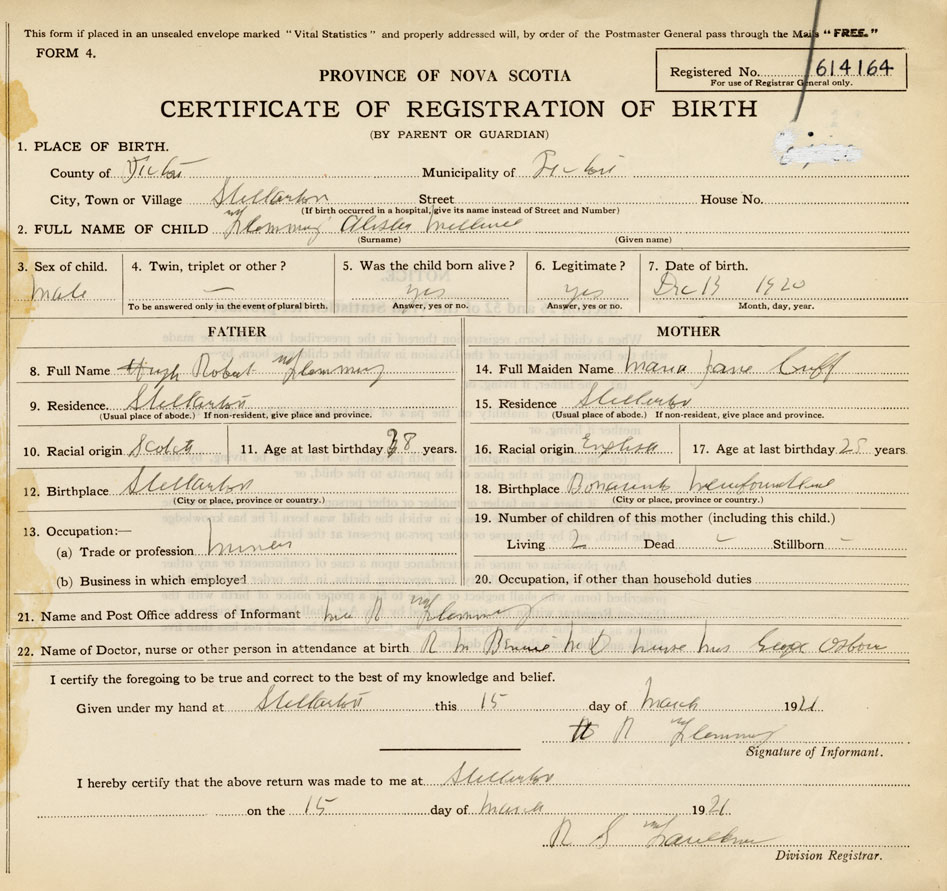 This form if placed in an unsealed envelope marked "Vital Statistics" and properly addressed will, by order of the Postmaster General pass through the Mails "FREE."
FORM 4.
PROVINCE OF NOVA SCOTIA
Registered No. 614164
For use of Registrar General only.
CERTIFICATE OF REGISTRATION OF BIRTH
(BY PARENT OR GUARDIAN)
1. PLACE OF BIRTH.
County of Pictou Municipality of Pictou
City, Town or Village Stellarton Street House No.
(If birth occurred in a hospital, give its name instead of Street and Number)
2. FULL NAME OF CHILD Flemming Alister
(Surname) (Given name)
3. Sex of child. 4. Twin, triplet or other? 5. Was the child born alive? 6. Legitimate? 7. Date of birth.
Male — yes yes Dec 1920
To be answered only in the event of plural birth. Answer, yes or no. Answer, yes or no. Month, day, year.
FATHER MOTHER
8. Full Name Hugh Robert Flemming 14. Full Maiden Name Maria Jane Cuff
9. Residence. Stellarton 15. Residence Stellarton
(Usual place of abode.) If non-resident, give place and province. (Usual place of abode.) If non-resident, give place and province.
10. Racial origin Scotch 11. Age at last birthday 38 years. 16. Racial origin English 17. Age at last birthday 25 years
12. Birthplace Stellarton 18. Birthplace Bonavista Newfoundland
(City or place, province or country.) (City or place, province or country.)
13. Occupation:— 19. Number of children of this mother (including this child.)
(a) Trade or profession Miner Living 2 Dead - Stillborn -
(b) Business in which employed 20. Occupation, if other than household duties
21. Name and Post Office address of Informant R Flemming
22. Name of Doctor, nurse or other person in attendance at birth R M Binnie M D nurse Mrs George Osborn
I certify the foregoing to be true and correct to the best of my knowledge and belief.
Given under my hand at Stellarton this 15 day of March 1921
R Flemming
Signature of Informant.
I hereby certify that the above return was made to me at Stellarton
on the 15 day of March 1921
R S Faulkner
Division Registrar.